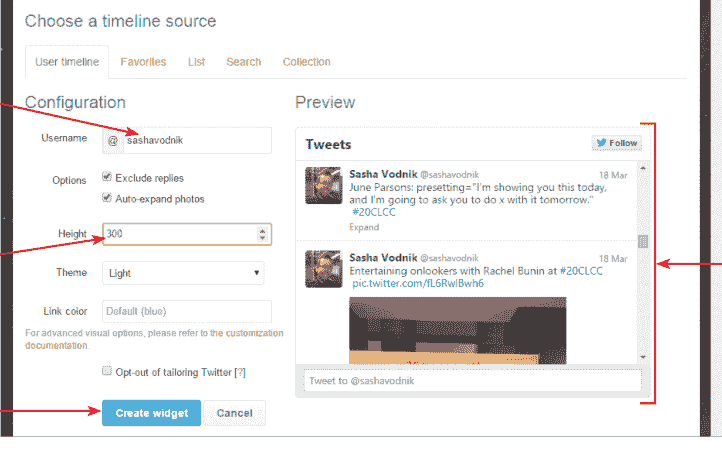 Choose a timeline source
User timeline Favorites List Search Collection
Configuration
Username @ sashavodnik
Options Exclude replies
Auto-expand photos
Height 300
Theme Light
Link color Default (blue)
For advanced visual options, please refer to the customization
documentation.
Opt-out of tailoring Twitter [?]
Create widget Cancel
Preview
Tweets Follow
Sasha Vodnik @sashavodnik 18 Mar
June Parsons: presetting="I'm showing you this today,
and I'm going to ask you to do x with it tomorrow."
#20CLCC
Expand
Sasha Vodnik @sashavodnik 18 Mar
Entertaining onlookers with Rachel Bunin at #20CLCC
pic.twitter.com/fL6RwlBwh6
Tweet to @sashavodnik